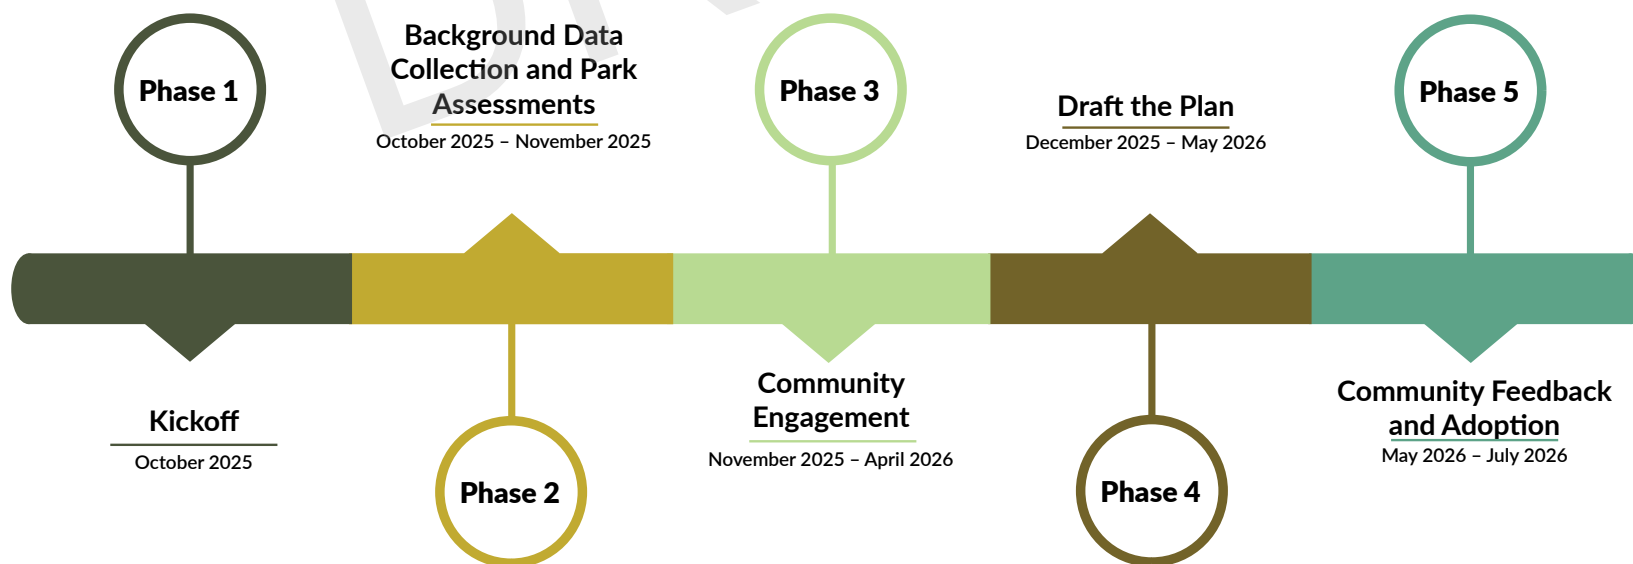 Phase 1
Kickoff
October 2025
Background Data
Collection and Park
Assessments
October 2025 – November 2025
Phase 2
Phase 3
Community
Engagement
November 2025 – April 2026
Draft the Plan
December 2025 – May 2026
Phase 4
Phase 5
Community Feedback
and Adoption
May 2026 – July 2026